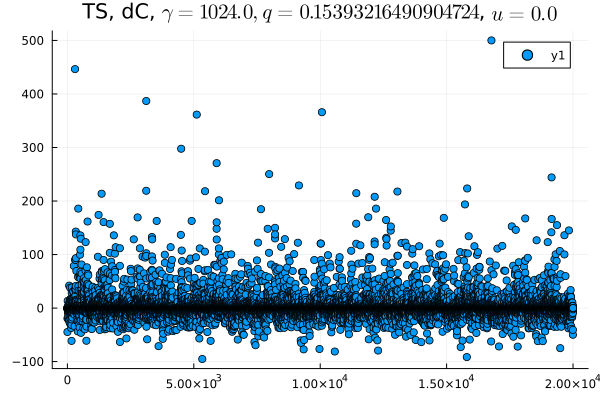 TS, dC, γ = 1024.0, q = 0.15393216490904724, u = 0.0
500
y1
400
300
200
100
0
−100
0 5.00×10³ 1.00×10⁴ 1.50×10⁴ 2.00×10⁴